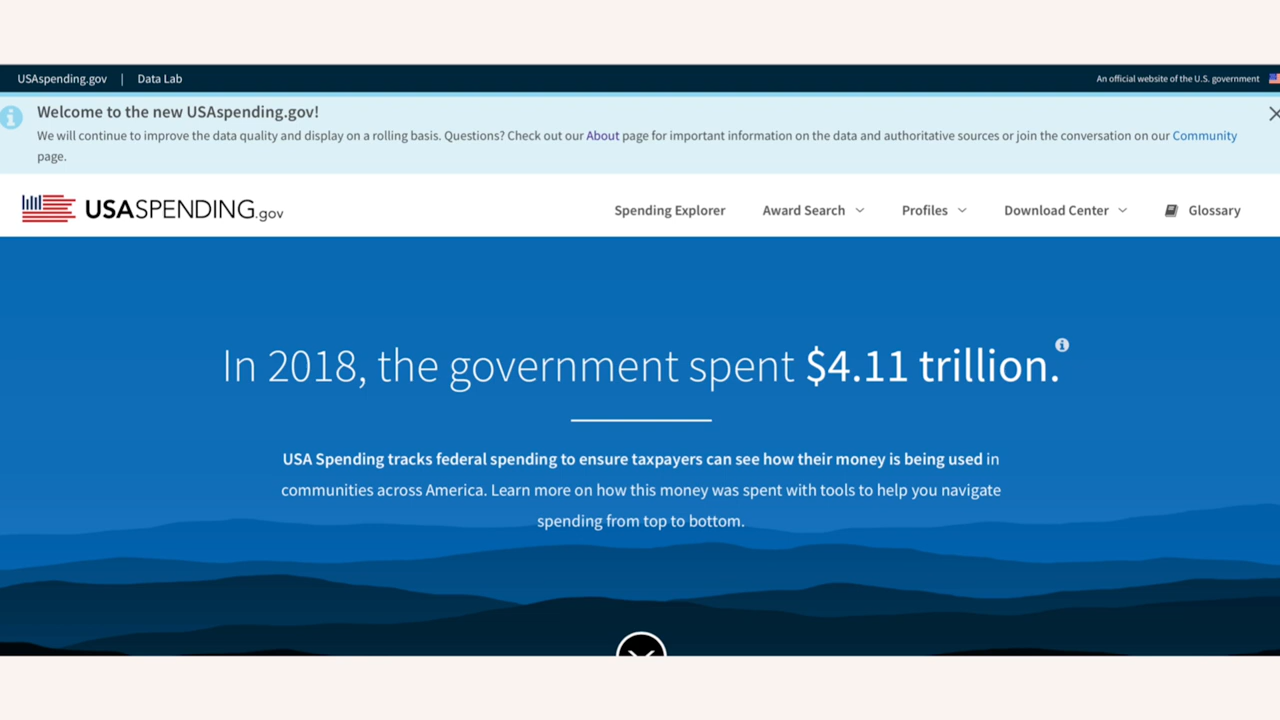 USAspending.gov | Data Lab An official website of the U.S. government
Welcome to the new USAspending.gov!
We will continue to improve the data quality and display on a rolling basis. Questions? Check out our About page for important information on the data and authoritative sources or join the conversation on our Community
page.
USASPENDING.gov Spending Explorer Award Search Profiles Download Center Glossary
In 2018, the government spent $4.11 trillion.
USA Spending tracks federal spending to ensure taxpayers can see how their money is being used in
communities across America. Learn more on how this money was spent with tools to help you navigate
spending from top to bottom.